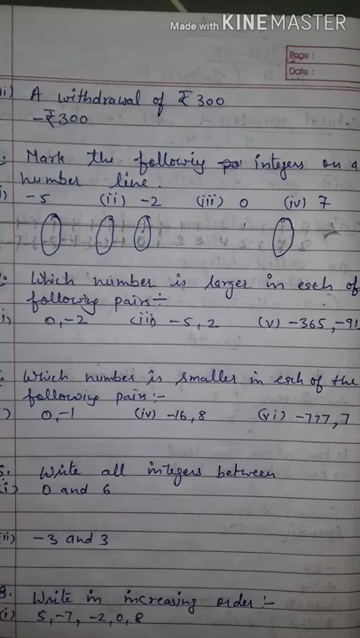 Made with KINEMASTER
Page :
Date :
ii) A withdrawal of ₹300
-₹300
Mark the following po integers on a
number line.
i) -5 (ii) -2 (iii) 0 (iv) 7
Which number is larger in each of
following pairs :-
i) 0, -2 (iii) -5, 2 (v) -365, -91
Which number is smaller in each of the
following pair :-
) 0, -1 (iv) -16, 8 (vi) -777, 7
5. Write all integers between
(i) 0 and 6
(ii) -3 and 3
8. Write in increasing order :-
(i) 5, -7, -2, 0, 8